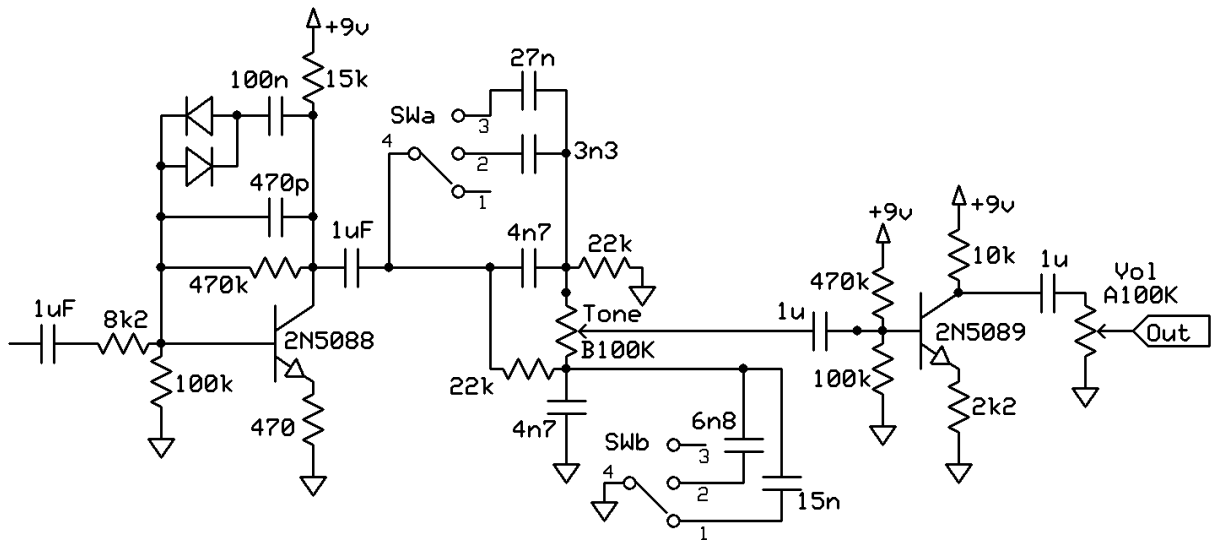 +9v
15k
100n
27n
SWa
3
4
2
3n3
1
470p
1uF
4n7
22k
470k
+9v
+9v
10k
1u
Vol
A100K
470k
1uF
8k2
2N5088
Tone
1u
2N5089
Out
B100K
100k
22k
100k
470
4n7
6n8
2k2
SWb
3
4
2
15n
1